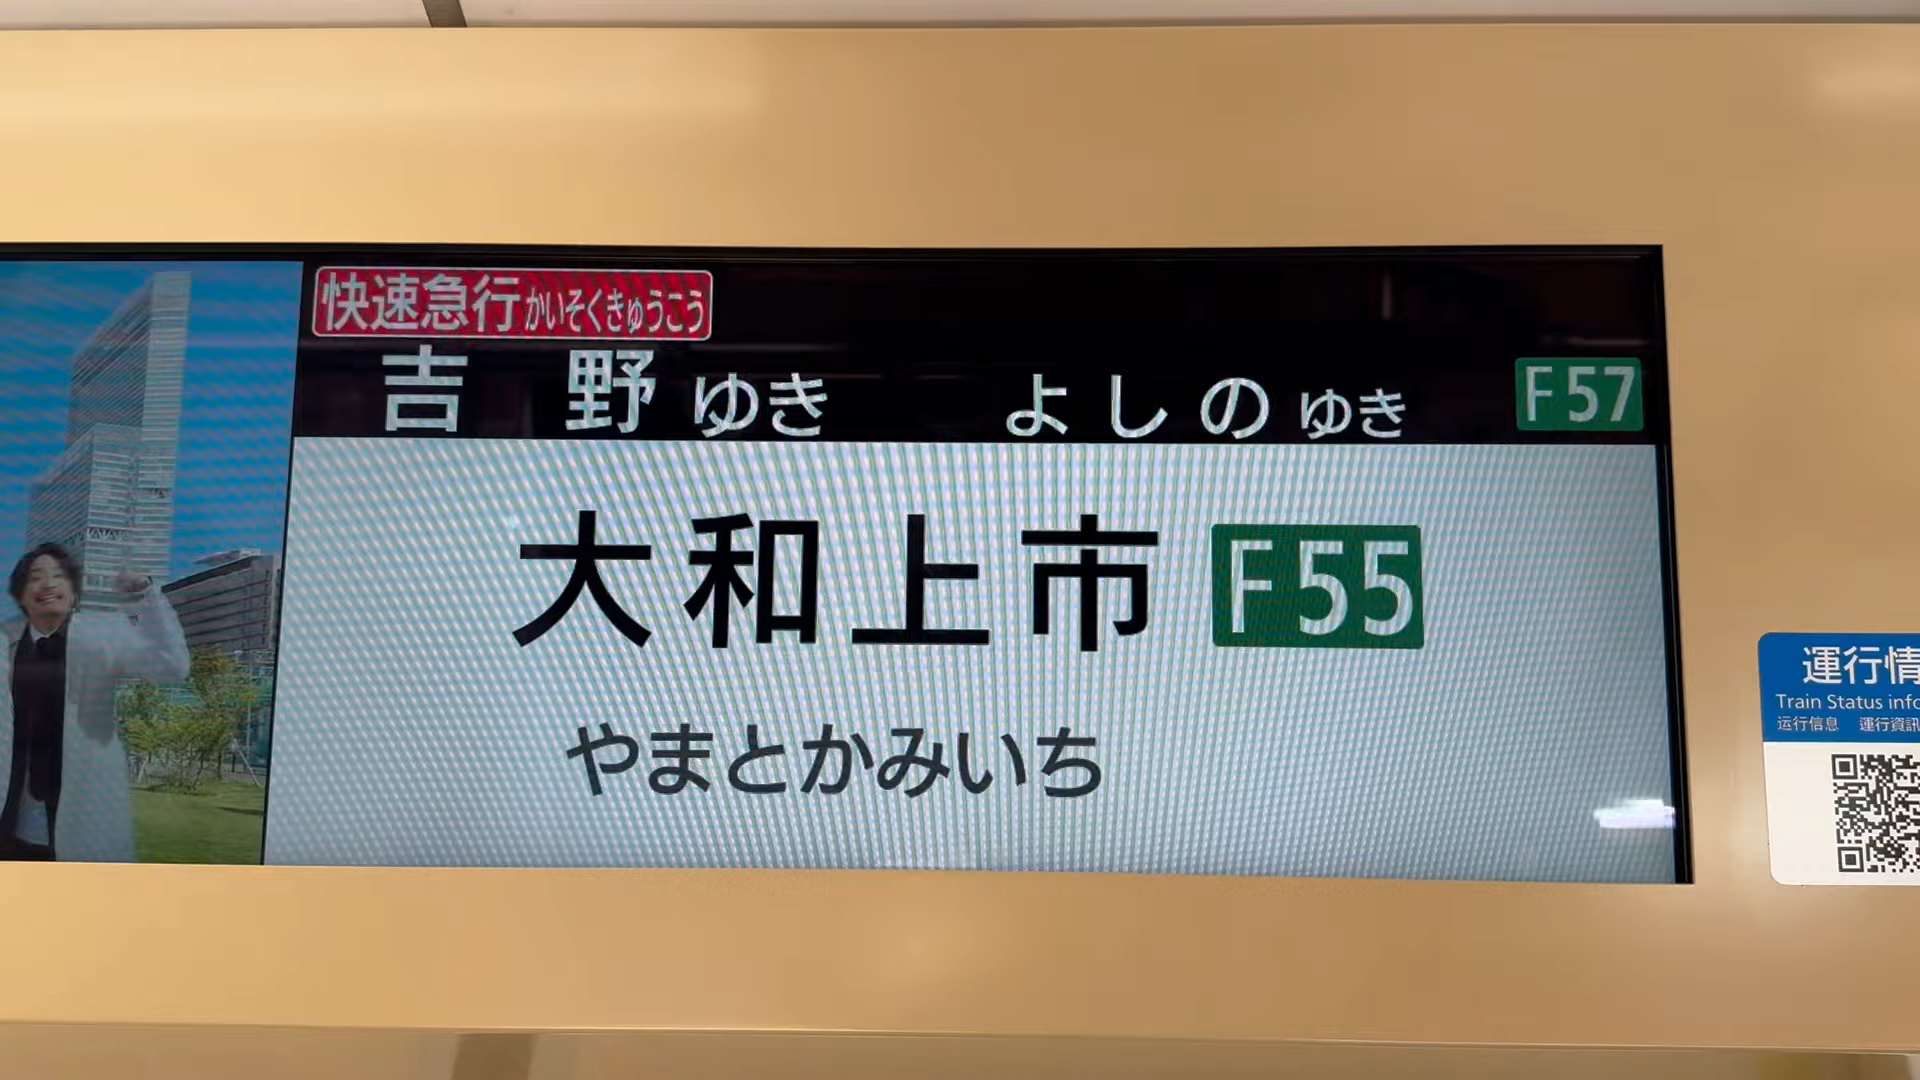 快速急行かいそくきゅうこう
吉野ゆき よしのゆき F57
大和上市 F55
やまとかみいち
運行情
Train Status info
运行信息 運行資訊